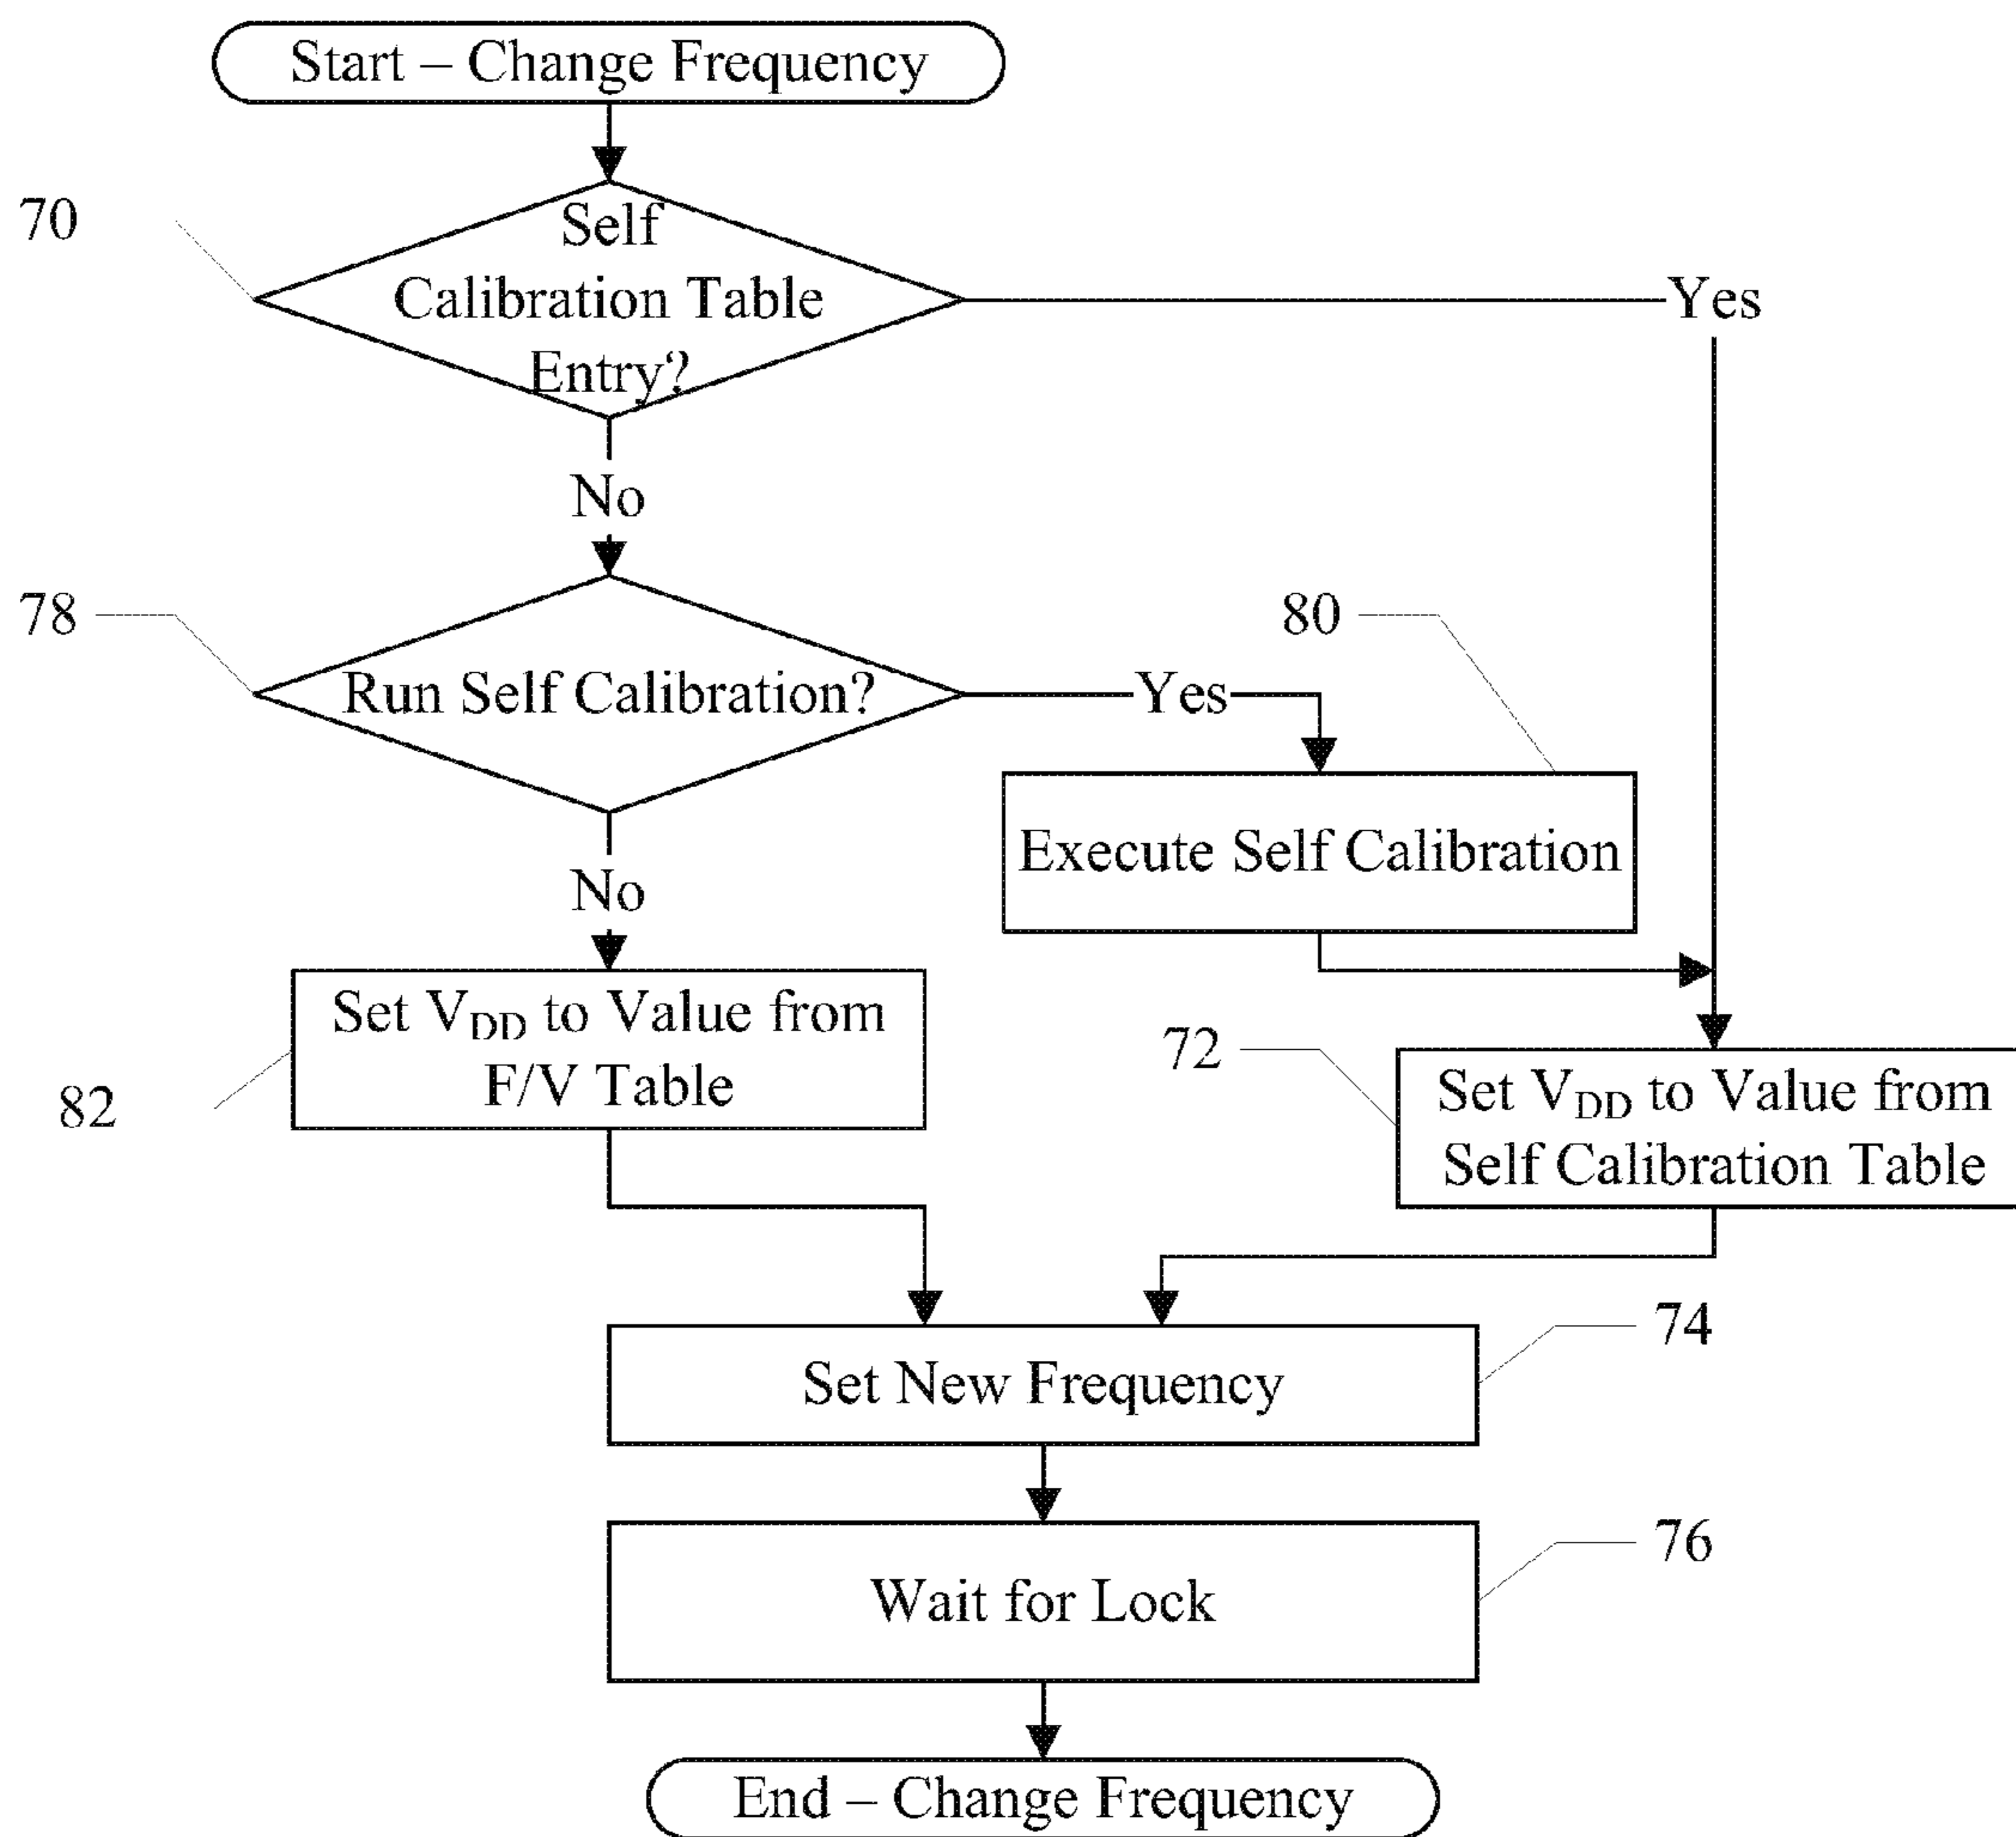 Start – Change Frequency
70
Self
Calibration Table
Entry?
Yes
No
78
Run Self Calibration?
Yes
80
Execute Self Calibration
No
82
Set VDD to Value from
F/V Table
72
Set VDD to Value from
Self Calibration Table
74
Set New Frequency
76
Wait for Lock
End – Change Frequency